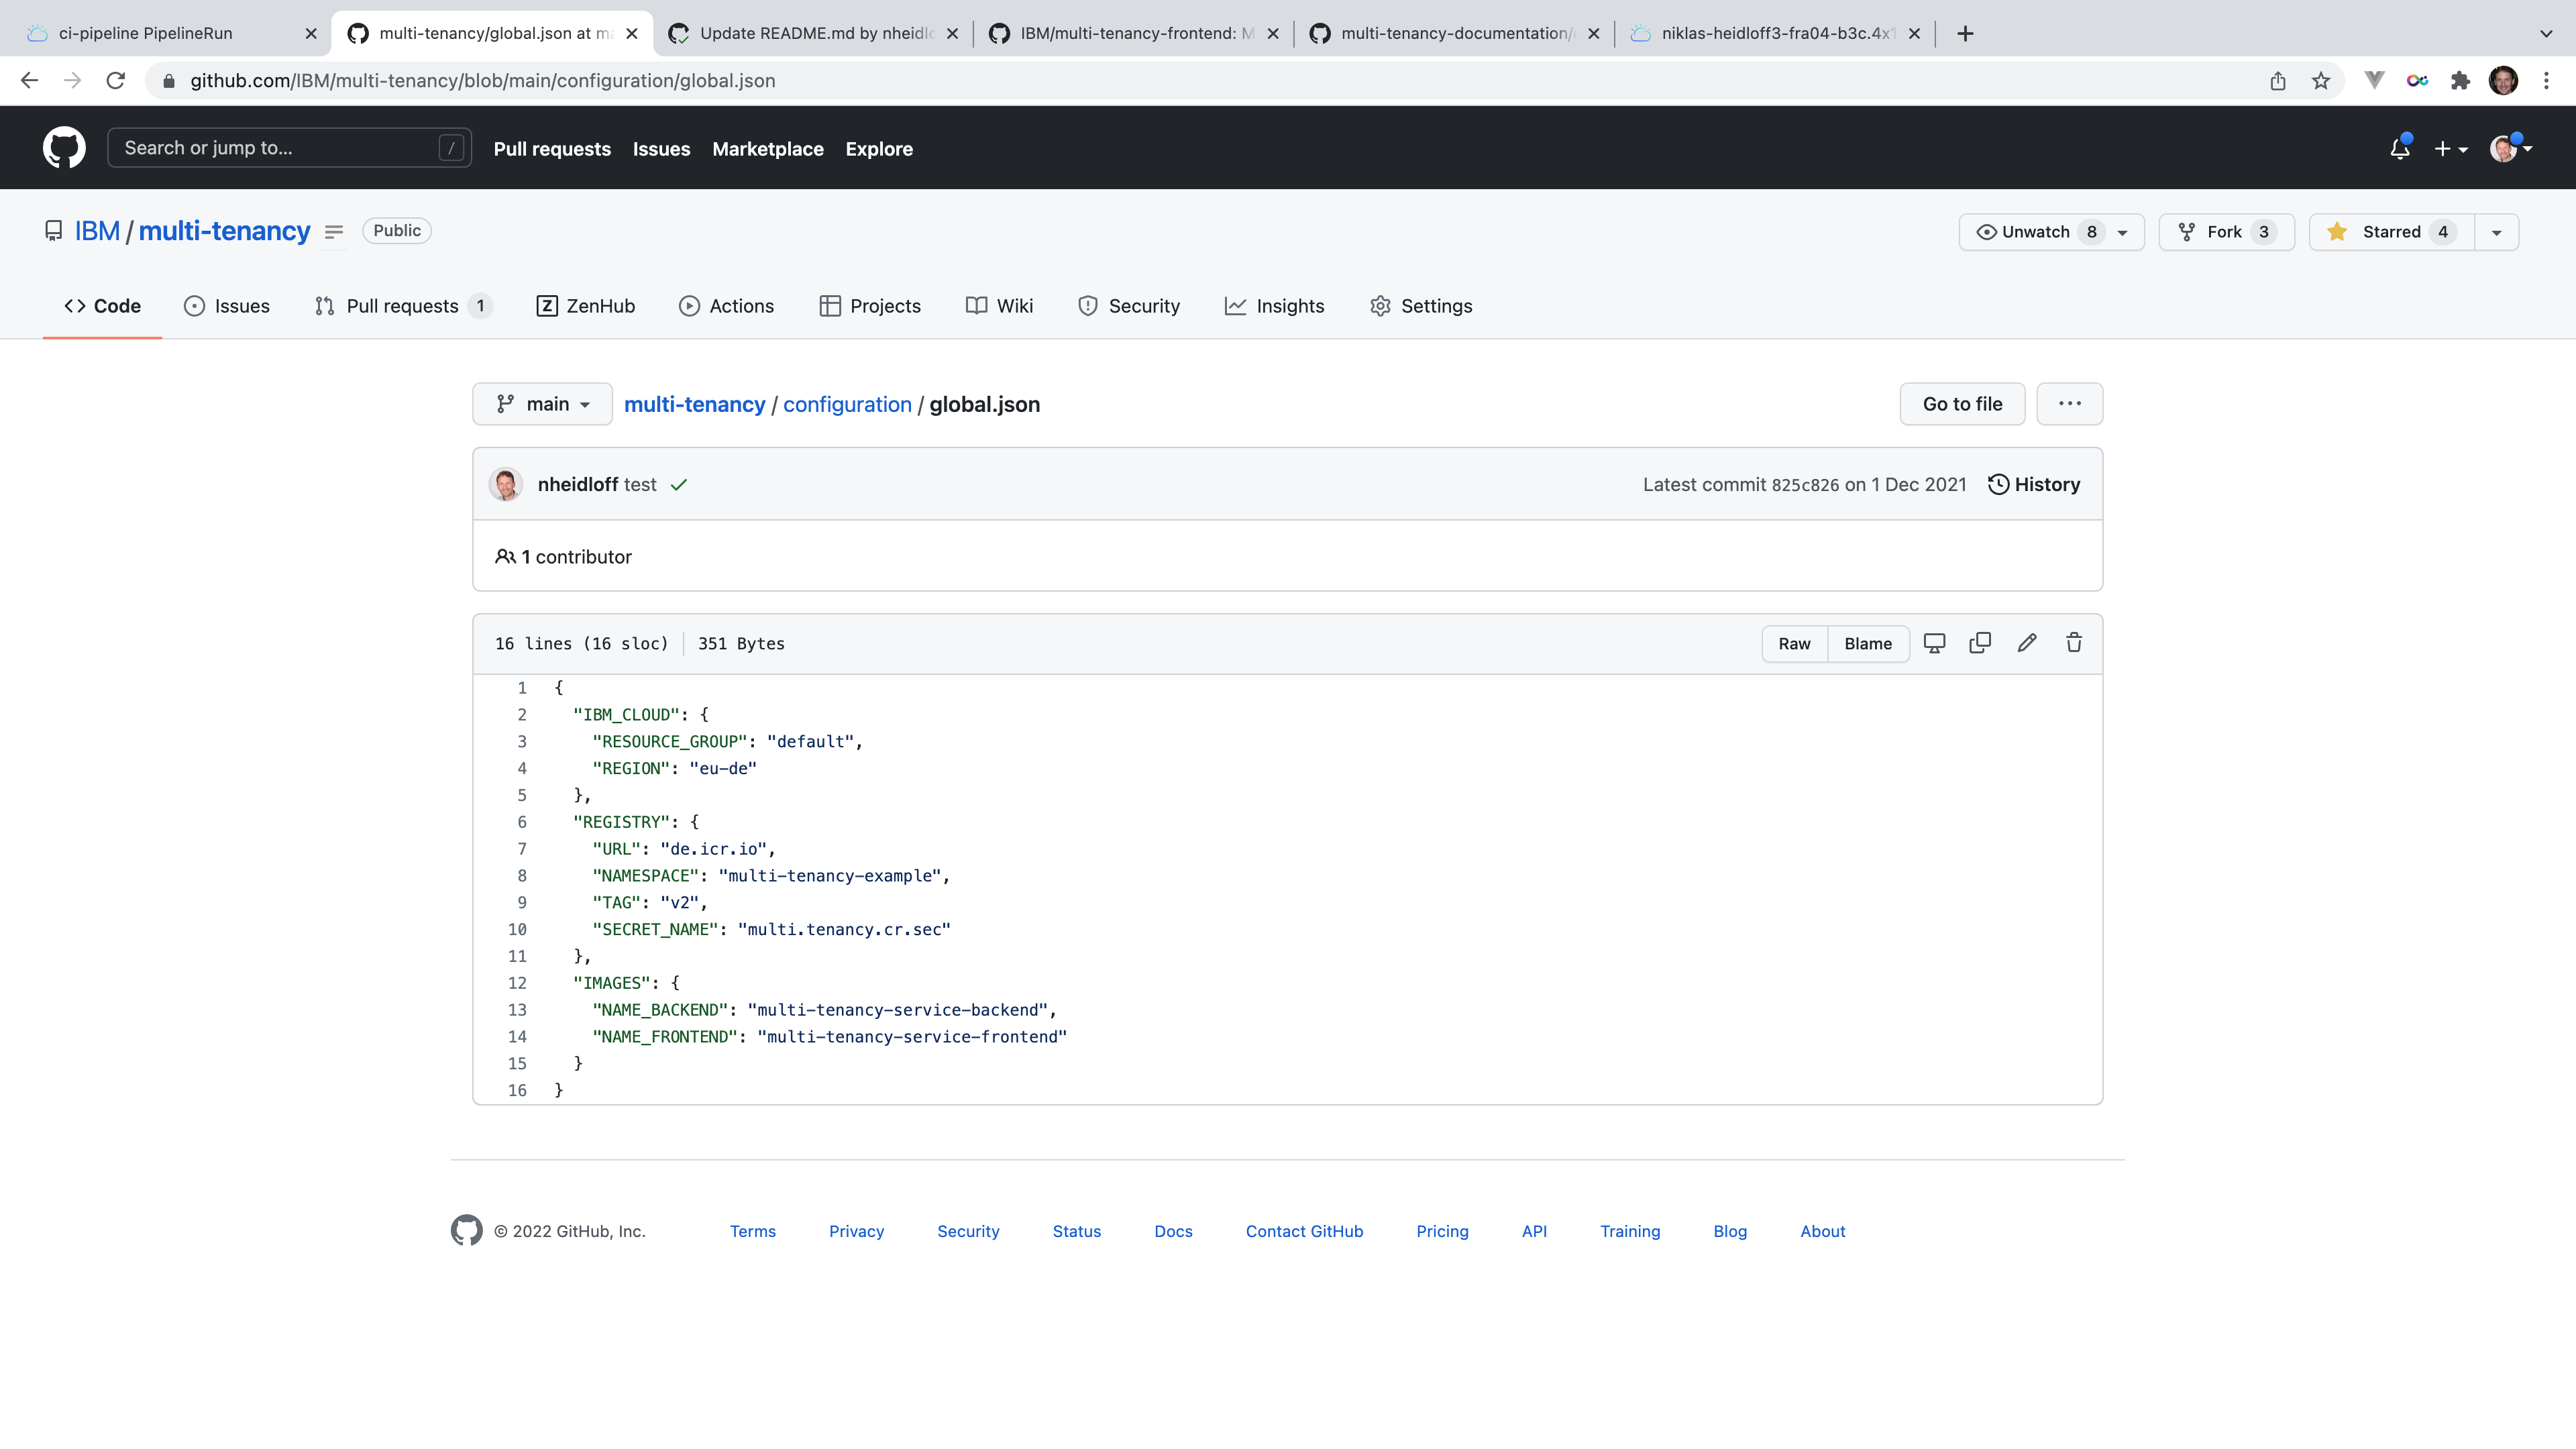 ci-pipeline PipelineRun
multi-tenancy/global.json at ma
Update README.md by nheidlo
IBM/multi-tenancy-frontend: M
multi-tenancy-documentation/
niklas-heidloff3-fra04-b3c.4x1
github.com/IBM/multi-tenancy/blob/main/configuration/global.json
Search or jump to... /
Pull requests Issues Marketplace Explore
IBM / multi-tenancy Public
Unwatch 8 Fork 3 Starred 4
Code Issues Pull requests 1 ZenHub Actions Projects Wiki Security Insights Settings
main multi-tenancy / configuration / global.json Go to file ...
nheidloff test Latest commit 825c826 on 1 Dec 2021 History
1 contributor
16 lines (16 sloc) 351 Bytes Raw Blame
1 {
2 "IBM_CLOUD": {
3 "RESOURCE_GROUP": "default",
4 "REGION": "eu-de"
5 },
6 "REGISTRY": {
7 "URL": "de.icr.io",
8 "NAMESPACE": "multi-tenancy-example",
9 "TAG": "v2",
10 "SECRET_NAME": "multi.tenancy.cr.sec"
11 },
12 "IMAGES": {
13 "NAME_BACKEND": "multi-tenancy-service-backend",
14 "NAME_FRONTEND": "multi-tenancy-service-frontend"
15 }
16 }
© 2022 GitHub, Inc. Terms Privacy Security Status Docs Contact GitHub Pricing API Training Blog About